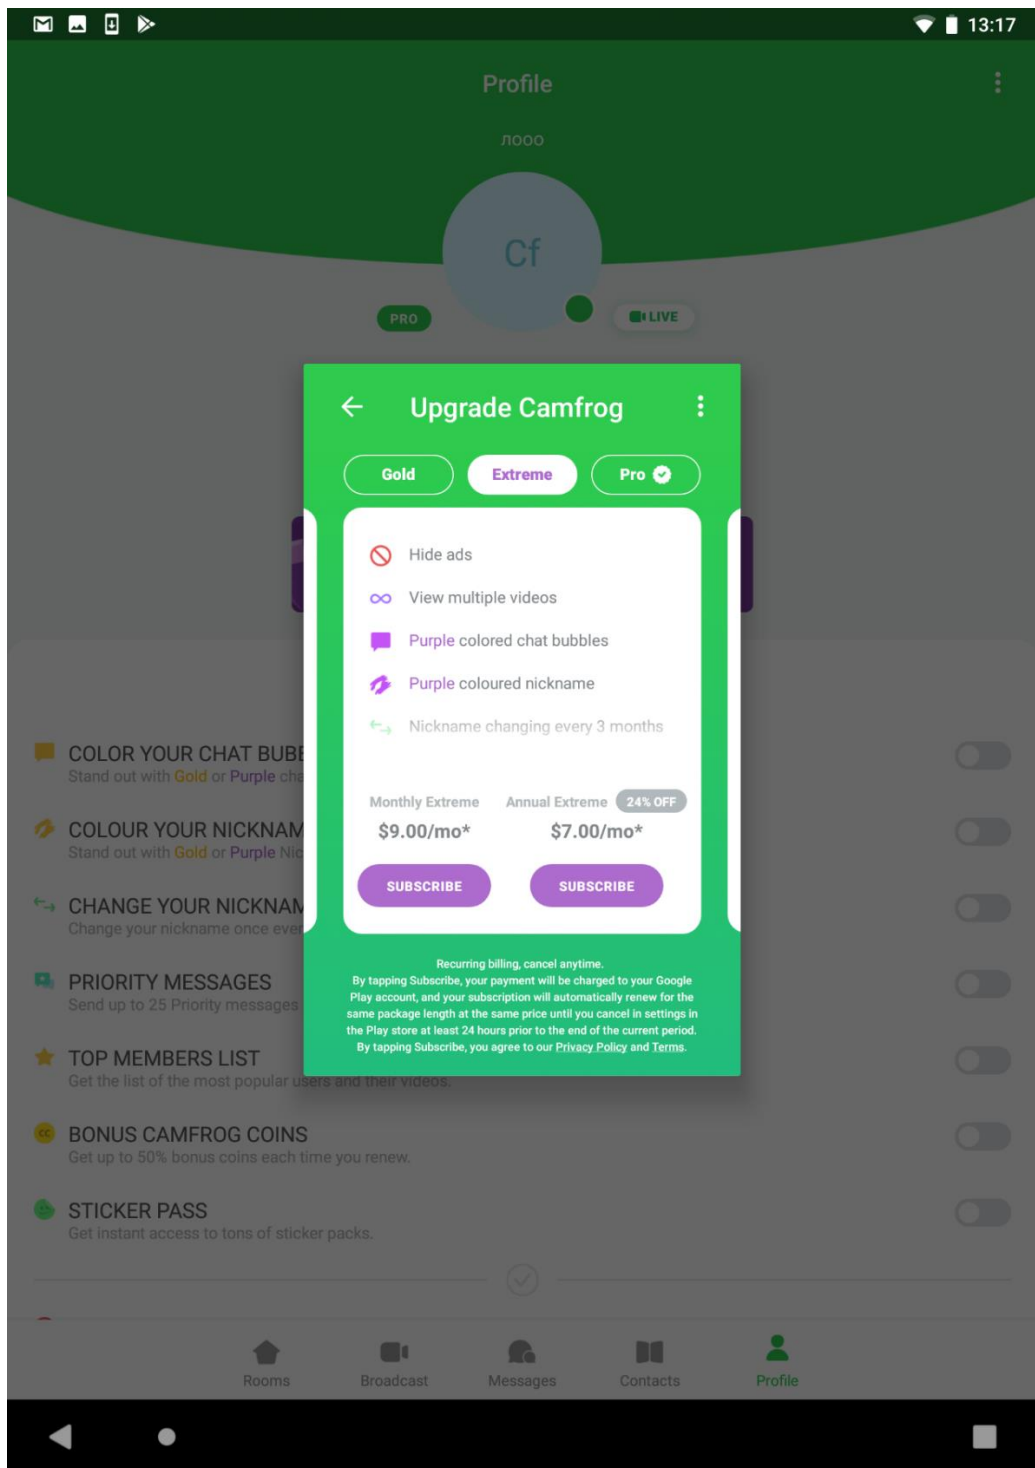 13:17
Profile
лооо
Cf
PRO
LIVE
Upgrade Camfrog
Gold
Extreme
Pro
Hide ads
View multiple videos
Purple colored chat bubbles
Purple coloured nickname
Nickname changing every 3 months
Monthly Extreme
Annual Extreme
24% OFF
$9.00/mo*
$7.00/mo*
SUBSCRIBE
SUBSCRIBE
Recurring billing, cancel anytime.
By tapping Subscribe, your payment will be charged to your Google
Play account, and your subscription will automatically renew for the
same package length at the same price until you cancel in settings in
the Play store at least 24 hours prior to the end of the current period.
By tapping Subscribe, you agree to our Privacy Policy and Terms.
COLOR YOUR CHAT BUBB
Stand out with Gold or Purple cha
COLOUR YOUR NICKNAM
Stand out with Gold or Purple Nic
CHANGE YOUR NICKNAM
Change your nickname once ever
PRIORITY MESSAGES
Send up to 25 Priority messages
TOP MEMBERS LIST
Get the list of the most popular users and their videos.
CC
BONUS CAMFROG COINS
Get up to 50% bonus coins each time you renew.
STICKER PASS
Get instant access to tons of sticker packs.
Rooms
Broadcast
Messages
Contacts
Profile